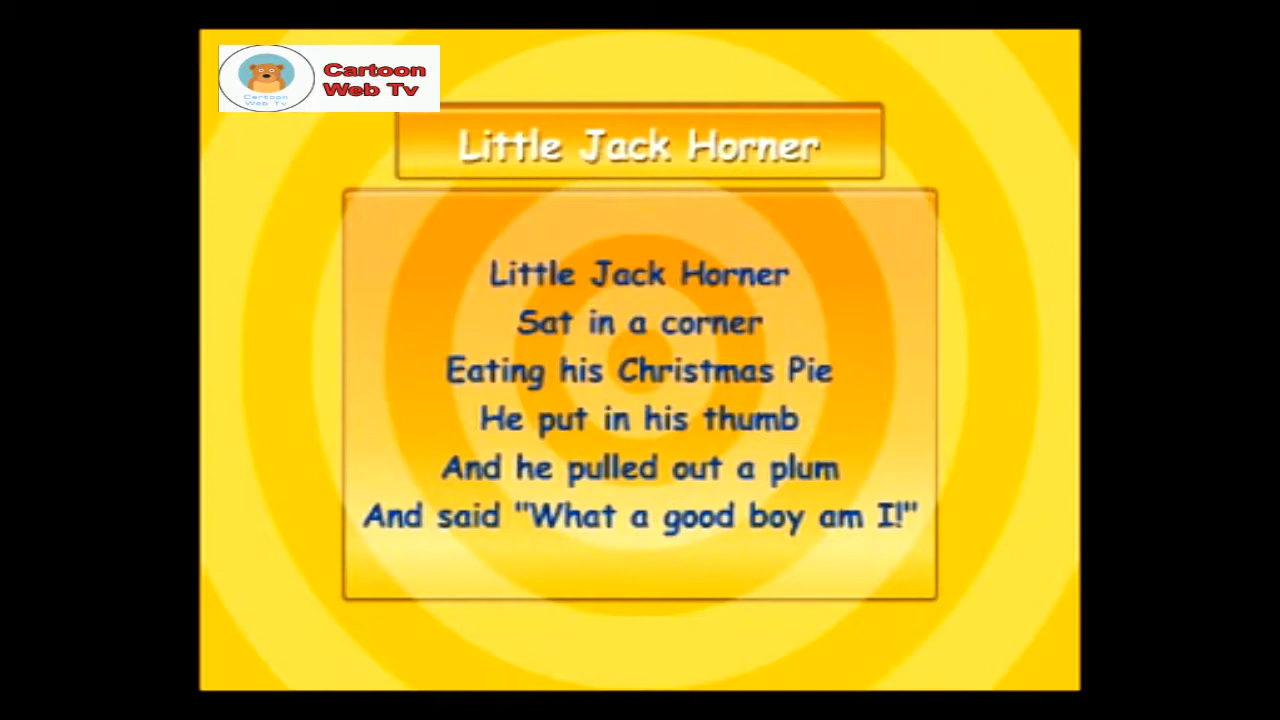 Cartoon
Web Tv
Cartoon
Web Tv
Little Jack Horner
Little Jack Horner
Sat in a corner
Eating his Christmas Pie
He put in his thumb
And he pulled out a plum
And said "What a good boy am I!"